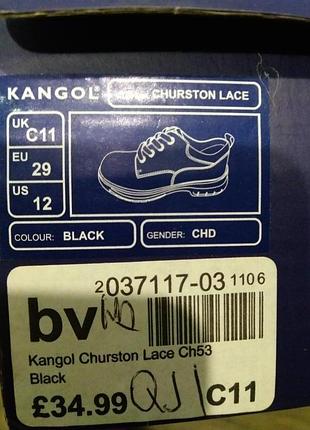 KANGOL® CHURSTON LACE
UK
C11
EU
29
US
12
COLOUR: BLACK
GENDER: CHD
2037117-03 1106
bv
Kangol Churston Lace Ch53
Black
£34.99 C11